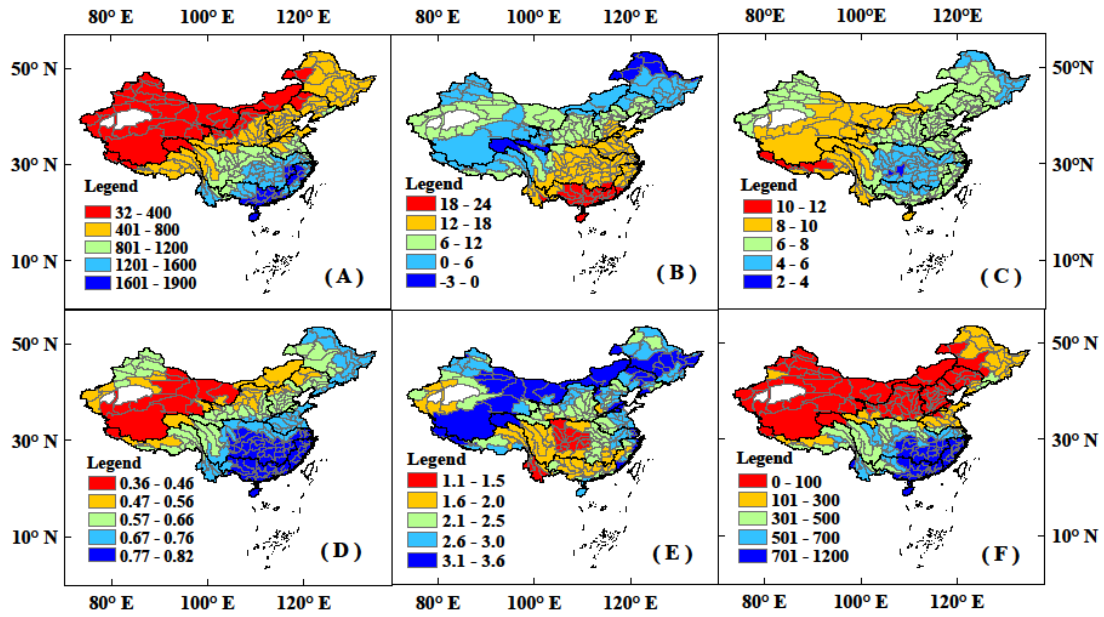 80° E 100° E 120° E 80° E 100° E 120° E 80° E 100° E 120° E
50° N
30° N
10° N
Legend
32 - 400
401 - 800
801 - 1200
1201 - 1600
1601 - 1900
( A )
Legend
18 - 24
12 - 18
6 - 12
0 - 6
-3 - 0
( B )
Legend
10 - 12
8 - 10
6 - 8
4 - 6
2 - 4
( C )
50°N
30°N
10°N
50° N
30° N
10° N
Legend
0.36 - 0.46
0.47 - 0.56
0.57 - 0.66
0.67 - 0.76
0.77 - 0.82
( D )
Legend
1.1 - 1.5
1.6 - 2.0
2.1 - 2.5
2.6 - 3.0
3.1 - 3.6
( E )
Legend
0 - 100
101 - 300
301 - 500
501 - 700
701 - 1200
( F )
50° N
30° N
10° N
80° E 100° E 120° E 80° E 100° E 120° E 80° E 100° E 120° E